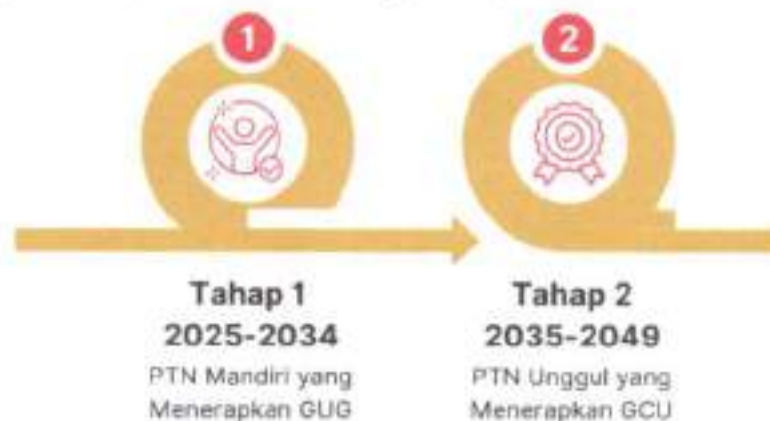 1
2
Tahap 1
2025-2034
PTN Mandiri yang
Menerapkan GUG
Tahap 2
2035-2049
PTN Unggul yang
Menerapkan GCU